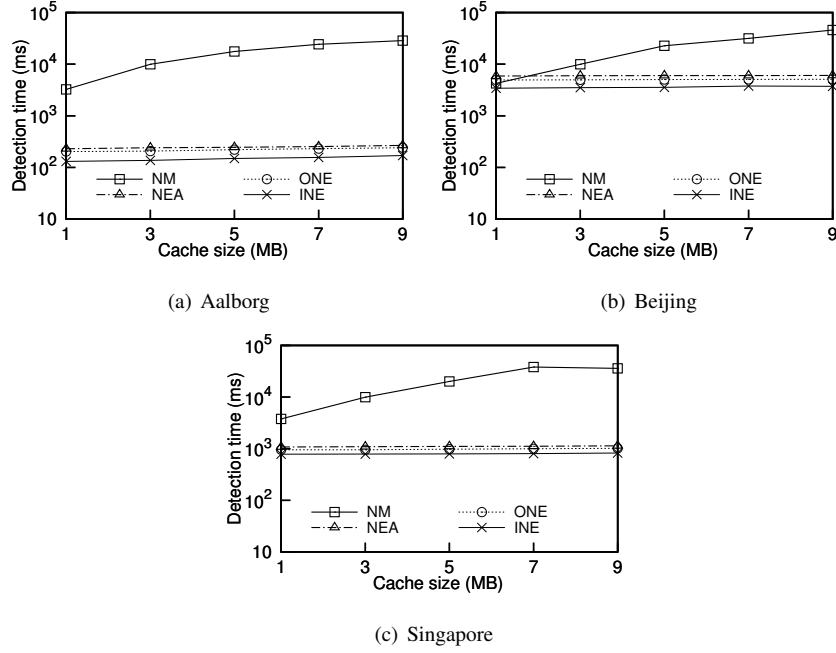 10^5
10^4
10^3
10^2
10
Detection time (ms)
NM
NEA
ONE
INE
1 3 5 7 9
Cache size (MB)
(a) Aalborg
10^5
10^4
10^3
10^2
10
Detection time (ms)
NM
NEA
ONE
INE
1 3 5 7 9
Cache size (MB)
(b) Beijing
10^5
10^4
10^3
10^2
10
Detection time (ms)
NM
NEA
ONE
INE
1 3 5 7 9
Cache size (MB)
(c) Singapore